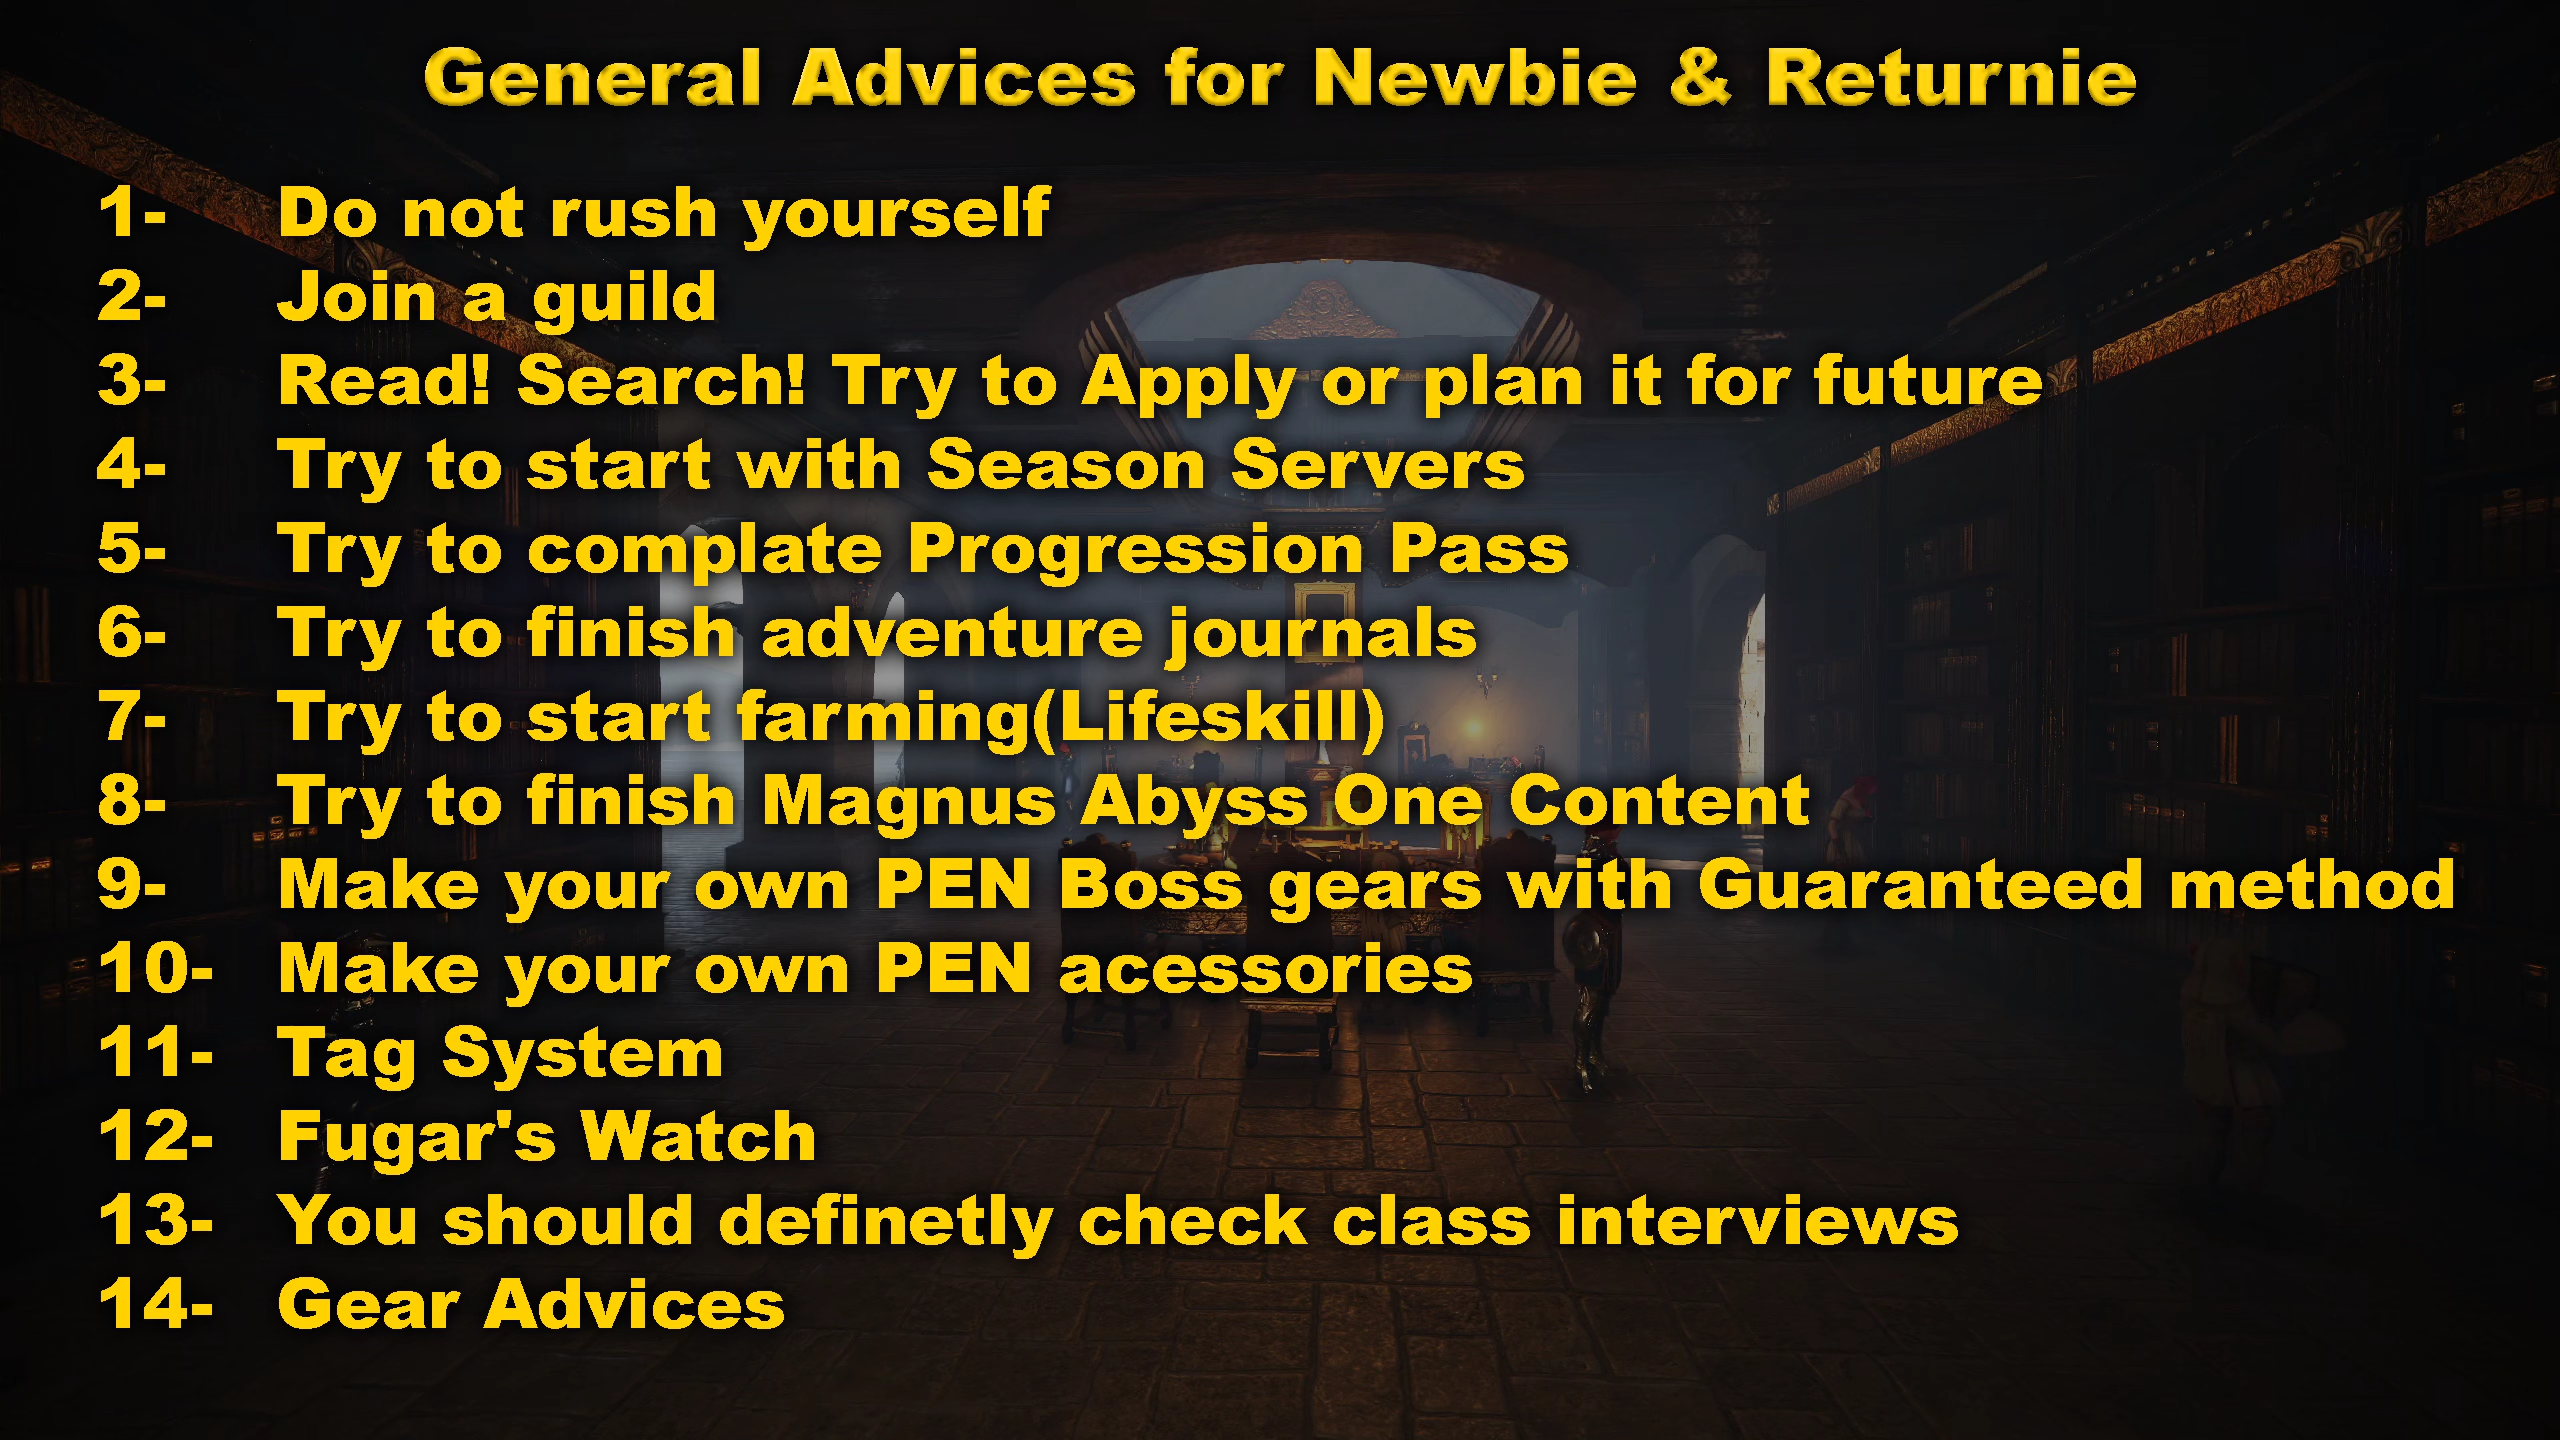 General Advices for Newbie & Returnie
1- Do not rush yourself
2- Join a guild
3- Read! Search! Try to Apply or plan it for future
4- Try to start with Season Servers
5- Try to complate Progression Pass
6- Try to finish adventure journals
7- Try to start farming(Lifeskill)
8- Try to finish Magnus Abyss One Content
9- Make your own PEN Boss gears with Guaranteed method
10- Make your own PEN acessories
11- Tag System
12- Fugar's Watch
13- You should definetly check class interviews
14- Gear Advices